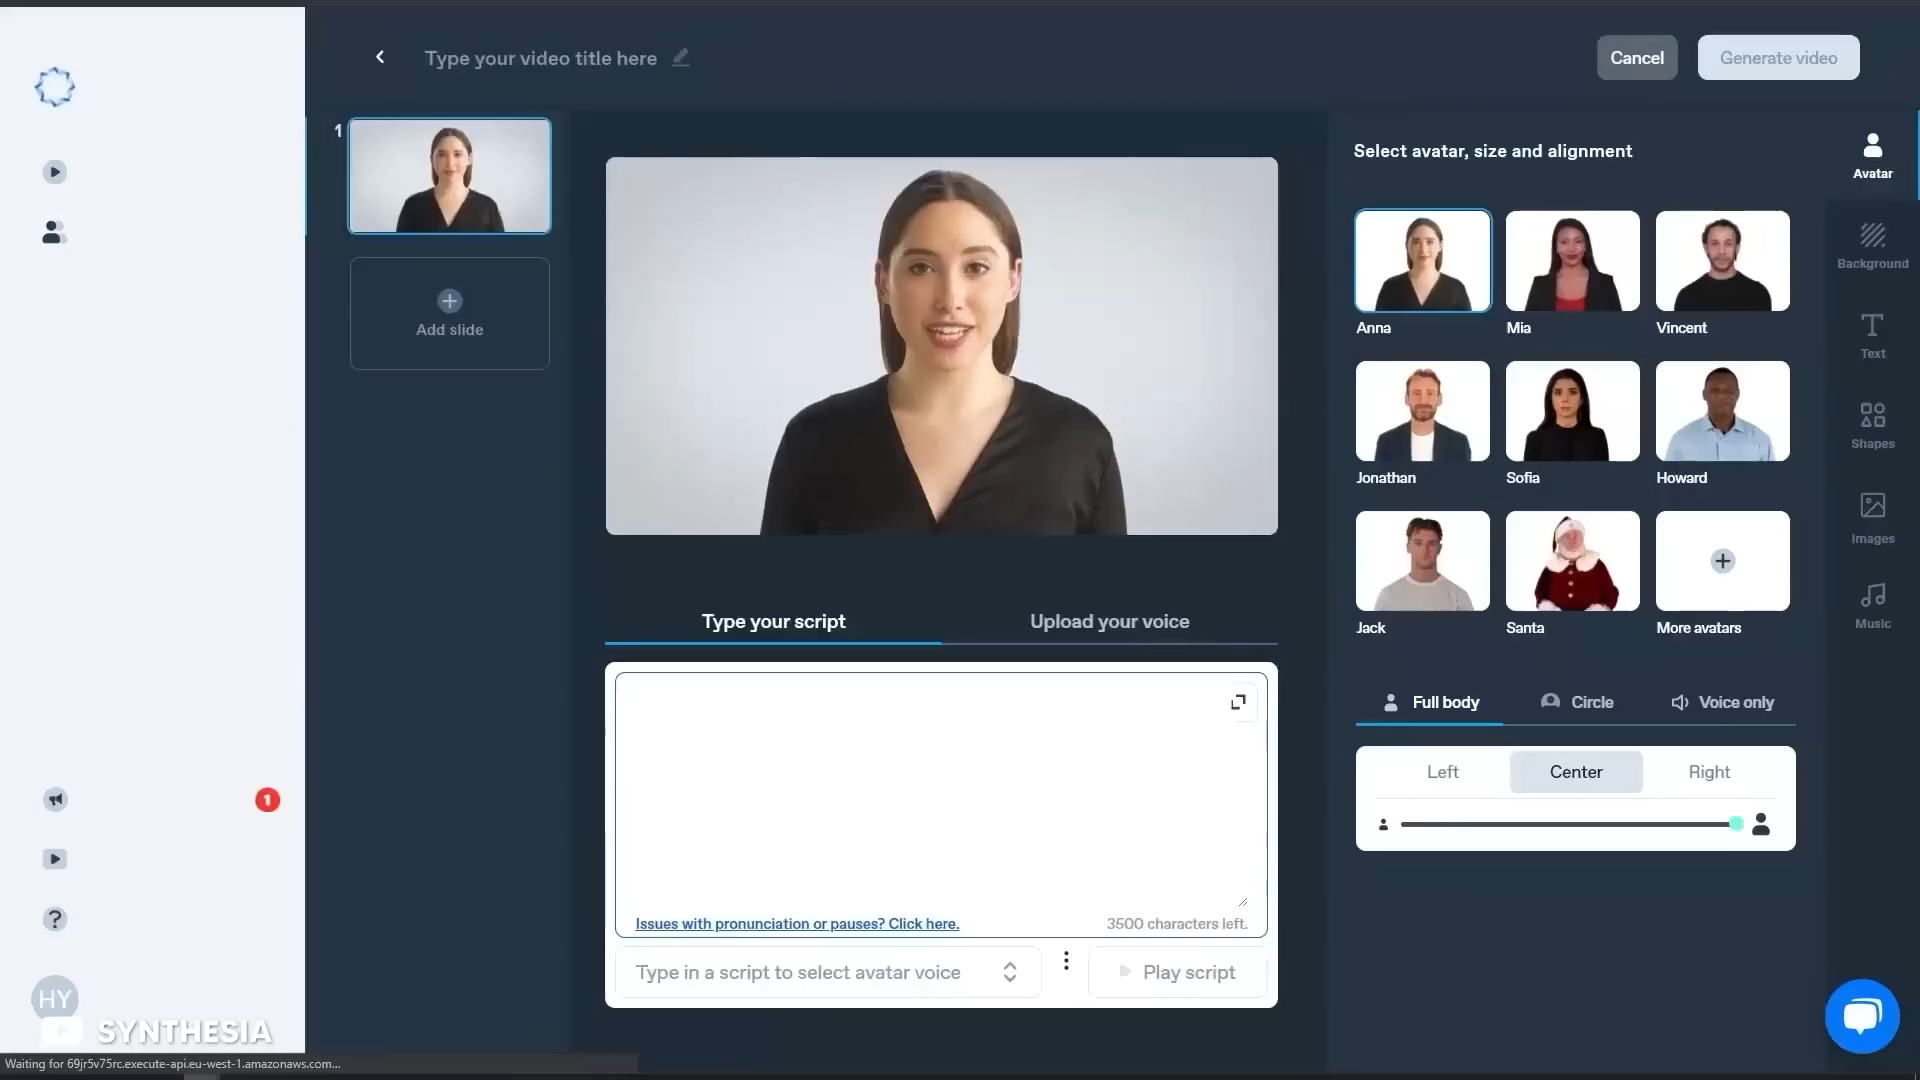 Type your video title here
Cancel
Generate video
1
Add slide
Select avatar, size and alignment
Avatar
Background
Text
Shapes
Images
Music
Anna
Mia
Vincent
Jonathan
Sofia
Howard
Jack
Santa
More avatars
Type your script
Upload your voice
Issues with pronunciation or pauses? Click here.
3500 characters left.
Type in a script to select avatar voice
Play script
Full body
Circle
Voice only
Left
Center
Right
1
?
HY
SYNTHESIA
Waiting for 69jr5v75rc.execute-api.eu-west-1.amazonaws.com...